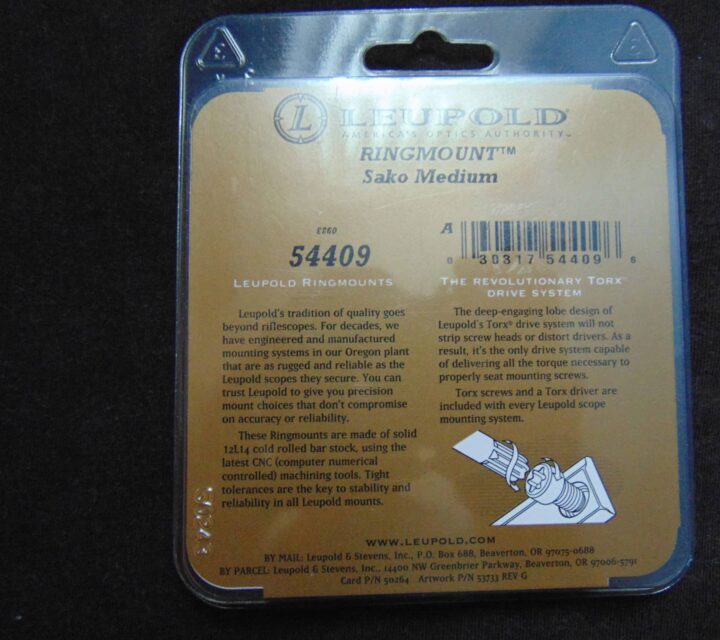 L LEUPOLD®
AMERICA'S OPTICS AUTHORITY™
RINGMOUNT™
Sako Medium
54409
A
0 30317 54409 6
LEUPOLD RINGMOUNTS
Leupold's tradition of quality goes
beyond riflescopes. For decades, we
have engineered and manufactured
mounting systems in our Oregon plant
that are as rugged and reliable as the
Leupold scopes they secure. You can
trust Leupold to give you precision
mount choices that don't compromise
on accuracy or reliability.
These Ringmounts are made of solid
12L14 cold rolled bar stock, using the
latest CNC (computer numerical
controlled) machining tools. Tight
tolerances are the key to stability and
reliability in all Leupold mounts.
THE REVOLUTIONARY TORX™
DRIVE SYSTEM
The deep-engaging lobe design of
Leupold's Torx® drive system will not
strip screw heads or distort drivers. As a
result, it's the only drive system capable
of delivering all the torque necessary to
properly seat mounting screws.
Torx screws and a Torx driver are
included with every Leupold scope
mounting system.
WWW.LEUPOLD.COM
BY MAIL: Leupold & Stevens, Inc., P.O. Box 688, Beaverton, OR 97075-0688
BY PARCEL: Leupold & Stevens, Inc., 14400 NW Greenbrier Parkway, Beaverton, OR 97006-5791
Card P/N 50264 Artwork P/N 53733 REV G